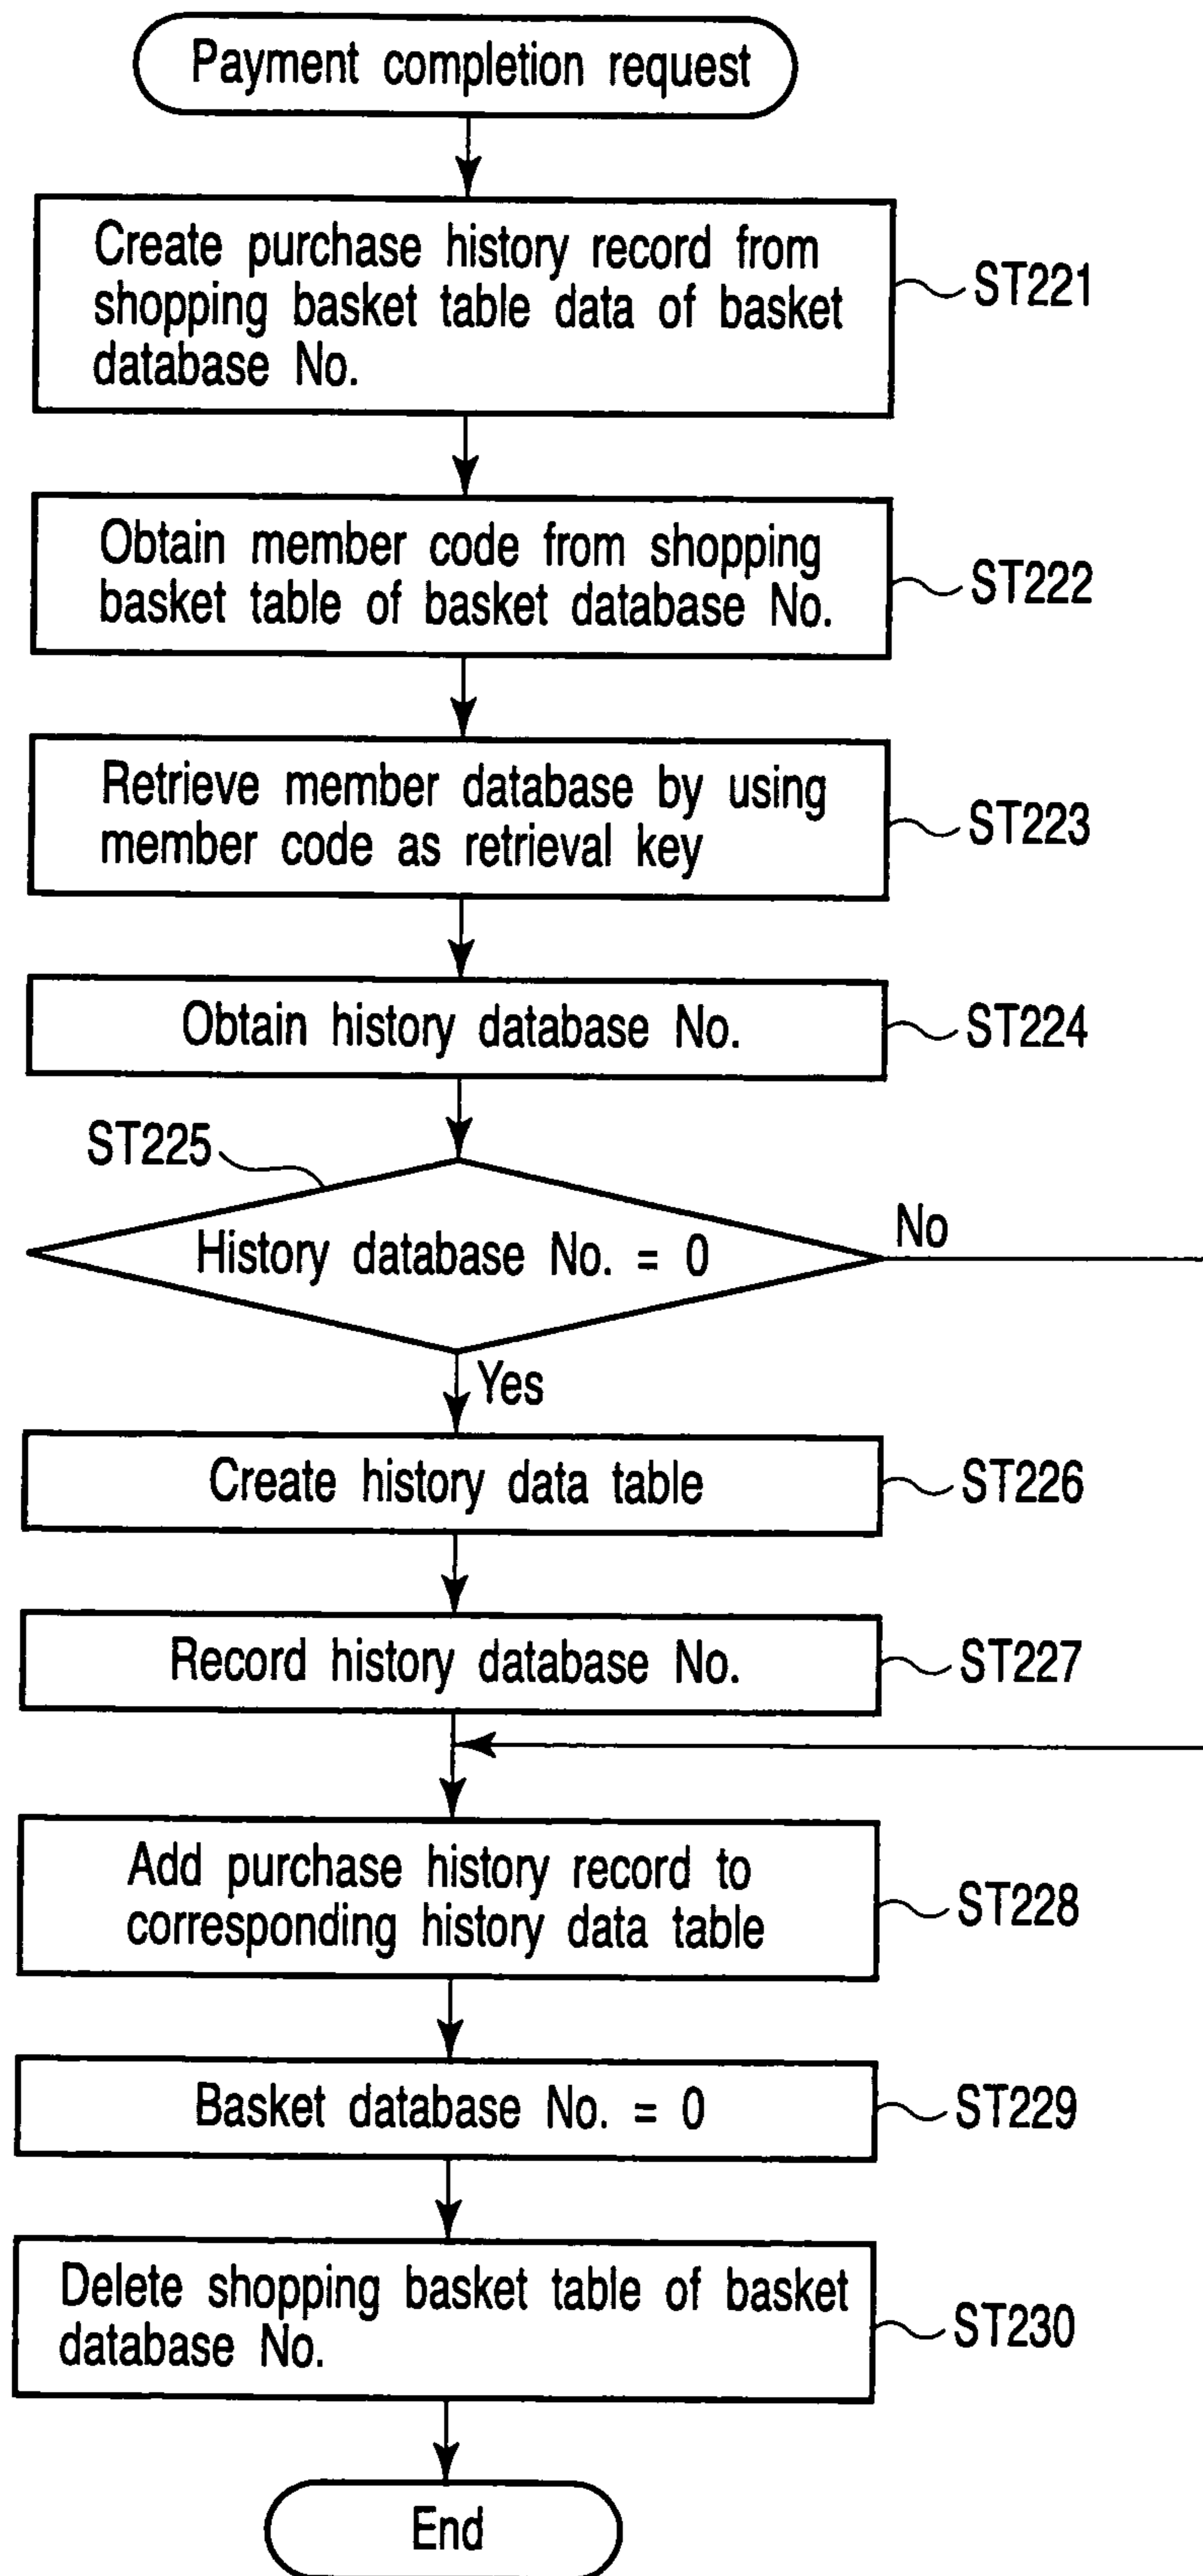 Payment completion request
Create purchase history record from
shopping basket table data of basket
database No.
ST221
Obtain member code from shopping
basket table of basket database No.
ST222
Retrieve member database by using
member code as retrieval key
ST223
Obtain history database No.
ST224
ST225
History database No. = 0
No
Yes
Create history data table
ST226
Record history database No.
ST227
Add purchase history record to
corresponding history data table
ST228
Basket database No. = 0
ST229
Delete shopping basket table of basket
database No.
ST230
End